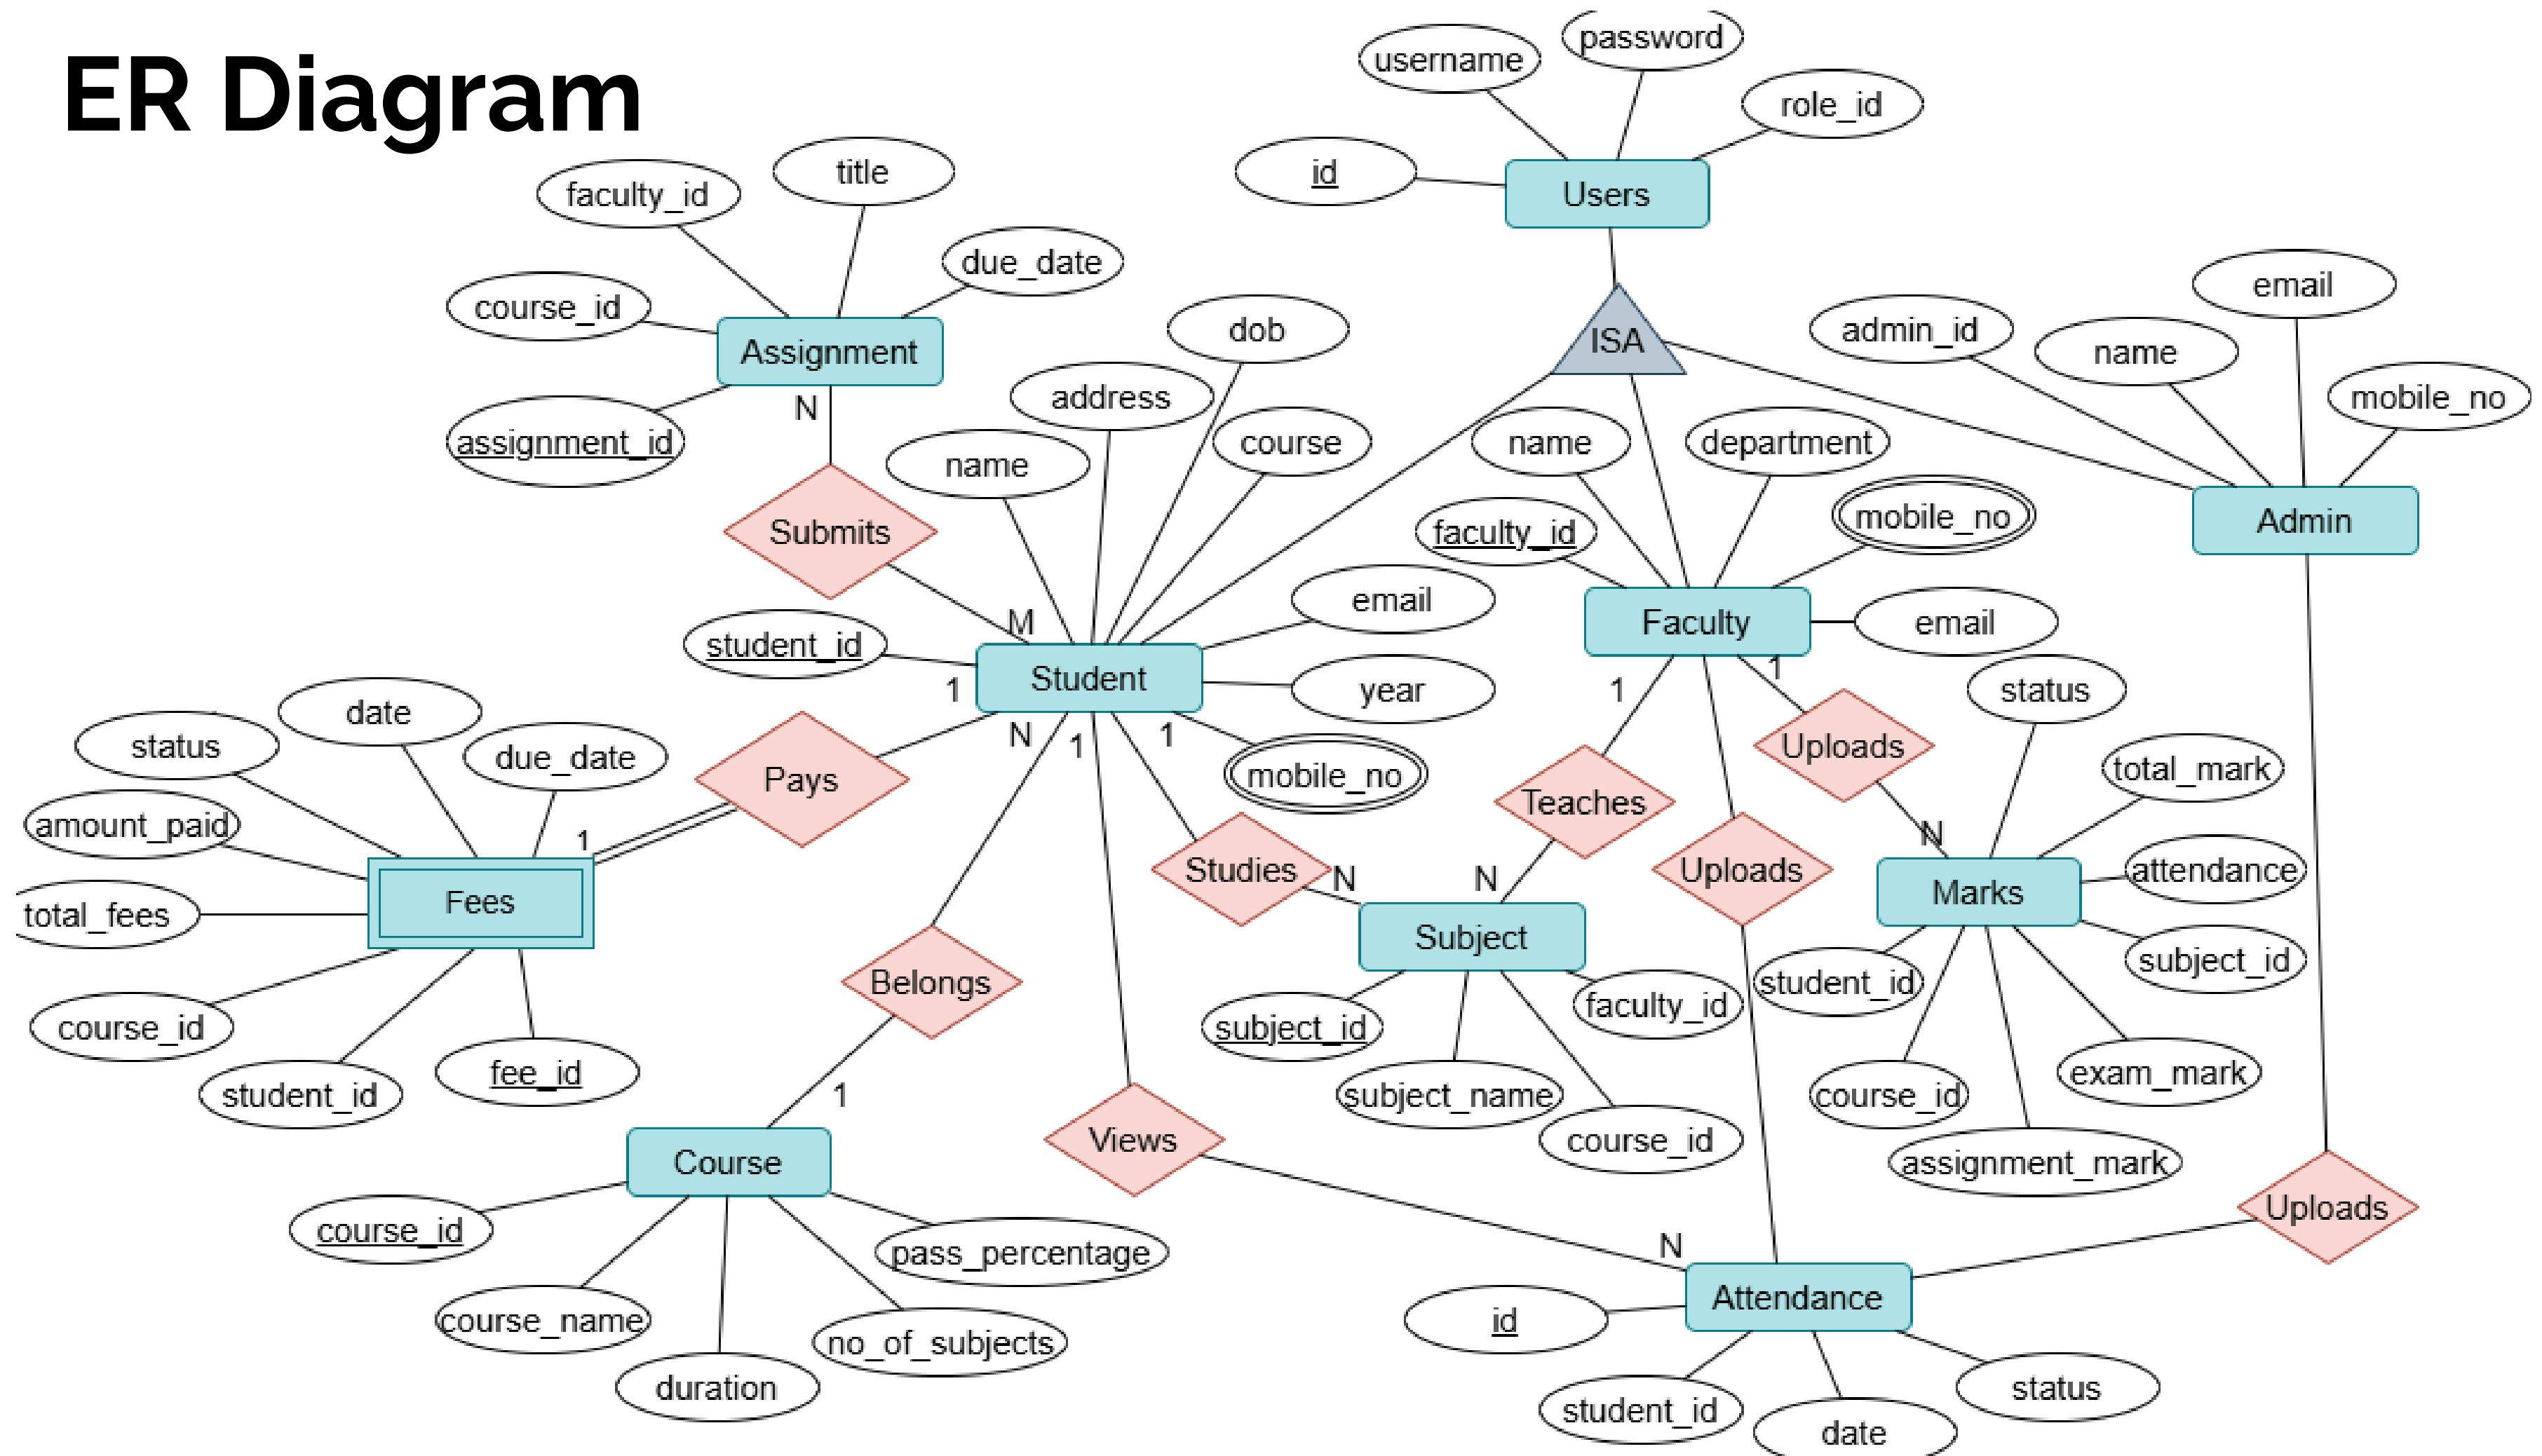 ER Diagram
username
password
role_id
id
Users
faculty_id
title
due_date
course_id
Assignment
assignment_id
N
Submits
M
ISA
dob
address
course
name
student_id
Student
email
year
mobile_no
1
N
1
1
admin_id
name
email
mobile_no
Admin
name
department
faculty_id
mobile_no
Faculty
email
1
1
Pays
1
status
date
due_date
amount_paid
total_fees
Fees
course_id
student_id
fee_id
Belongs
1
Course
course_id
course_name
duration
no_of_subjects
pass_percentage
Studies
N
Teaches
N
Uploads
Uploads
N
Subject
subject_id
subject_name
course_id
faculty_id
status
total_mark
attendance
Marks
subject_id
student_id
course_id
exam_mark
assignment_mark
Views
N
Uploads
Attendance
id
student_id
date
status